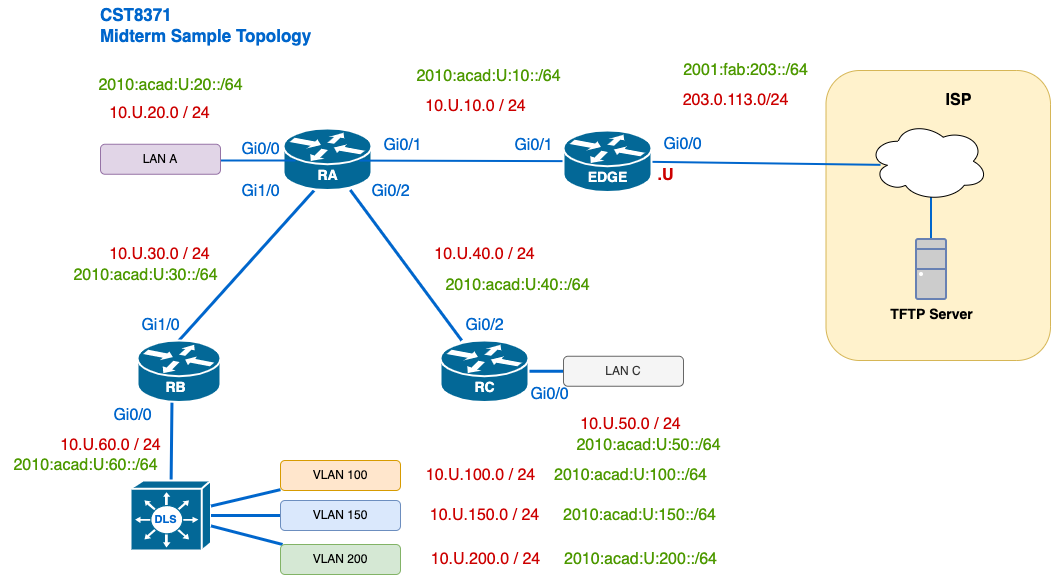 CST8371
Midterm Sample Topology
2010:acad:U:20::/64
10.U.20.0 / 24
2010:acad:U:10::/64
10.U.10.0 / 24
2001:fab:203::/64
203.0.113.0/24
ISP
LAN A
Gi0/0
RA
Gi0/1
Gi0/1
EDGE
Gi0/0
.U
Gi1/0
Gi0/2
10.U.30.0 / 24
2010:acad:U:30::/64
10.U.40.0 / 24
2010:acad:U:40::/64
TFTP Server
Gi1/0
Gi0/2
RB
RC
LAN C
Gi0/0
Gi0/0
10.U.50.0 / 24
2010:acad:U:50::/64
10.U.60.0 / 24
2010:acad:U:60::/64
DLS
VLAN 100
10.U.100.0 / 24
2010:acad:U:100::/64
VLAN 150
10.U.150.0 / 24
2010:acad:U:150::/64
VLAN 200
10.U.200.0 / 24
2010:acad:U:200::/64